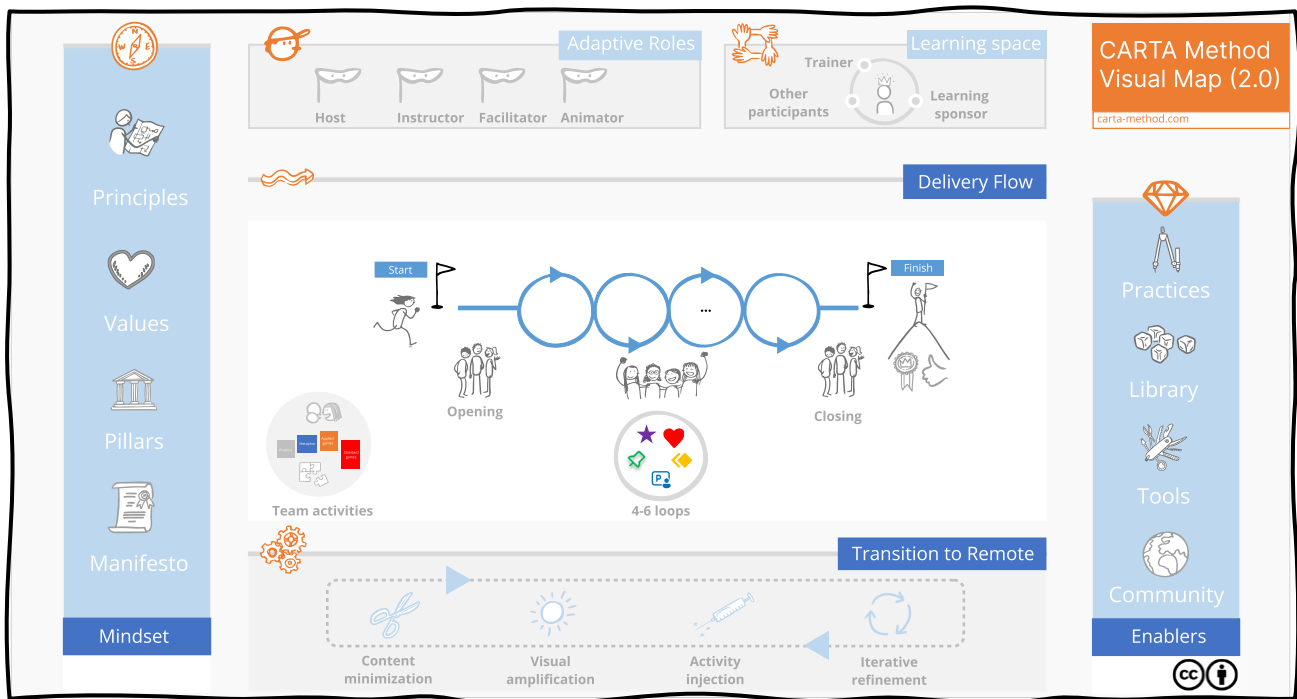 N
W E
S
Principles
Values
Pillars
Manifesto
Mindset
Adaptive Roles
Host
Instructor
Facilitator
Animator
Learning space
Trainer
Other
participants
Learning
sponsor
CARTA Method
Visual Map (2.0)
carta-method.com
Delivery Flow
Start
Finish
...
Opening
Closing
Team activities
P
4-6 loops
Transition to Remote
Content
minimization
Visual
amplification
Activity
injection
Iterative
refinement
Practices
Library
Tools
Community
Enablers
cc